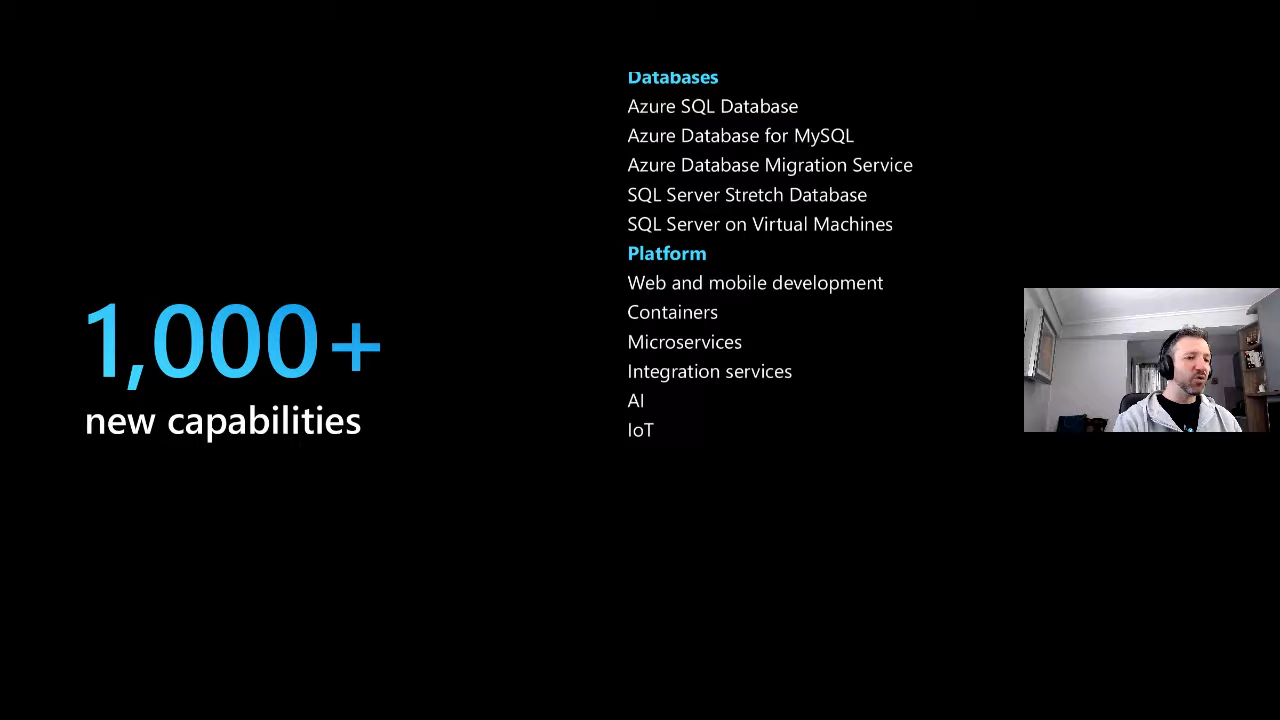 1,000+
new capabilities
Databases
Azure SQL Database
Azure Database for MySQL
Azure Database Migration Service
SQL Server Stretch Database
SQL Server on Virtual Machines
Platform
Web and mobile development
Containers
Microservices
Integration services
AI
IoT